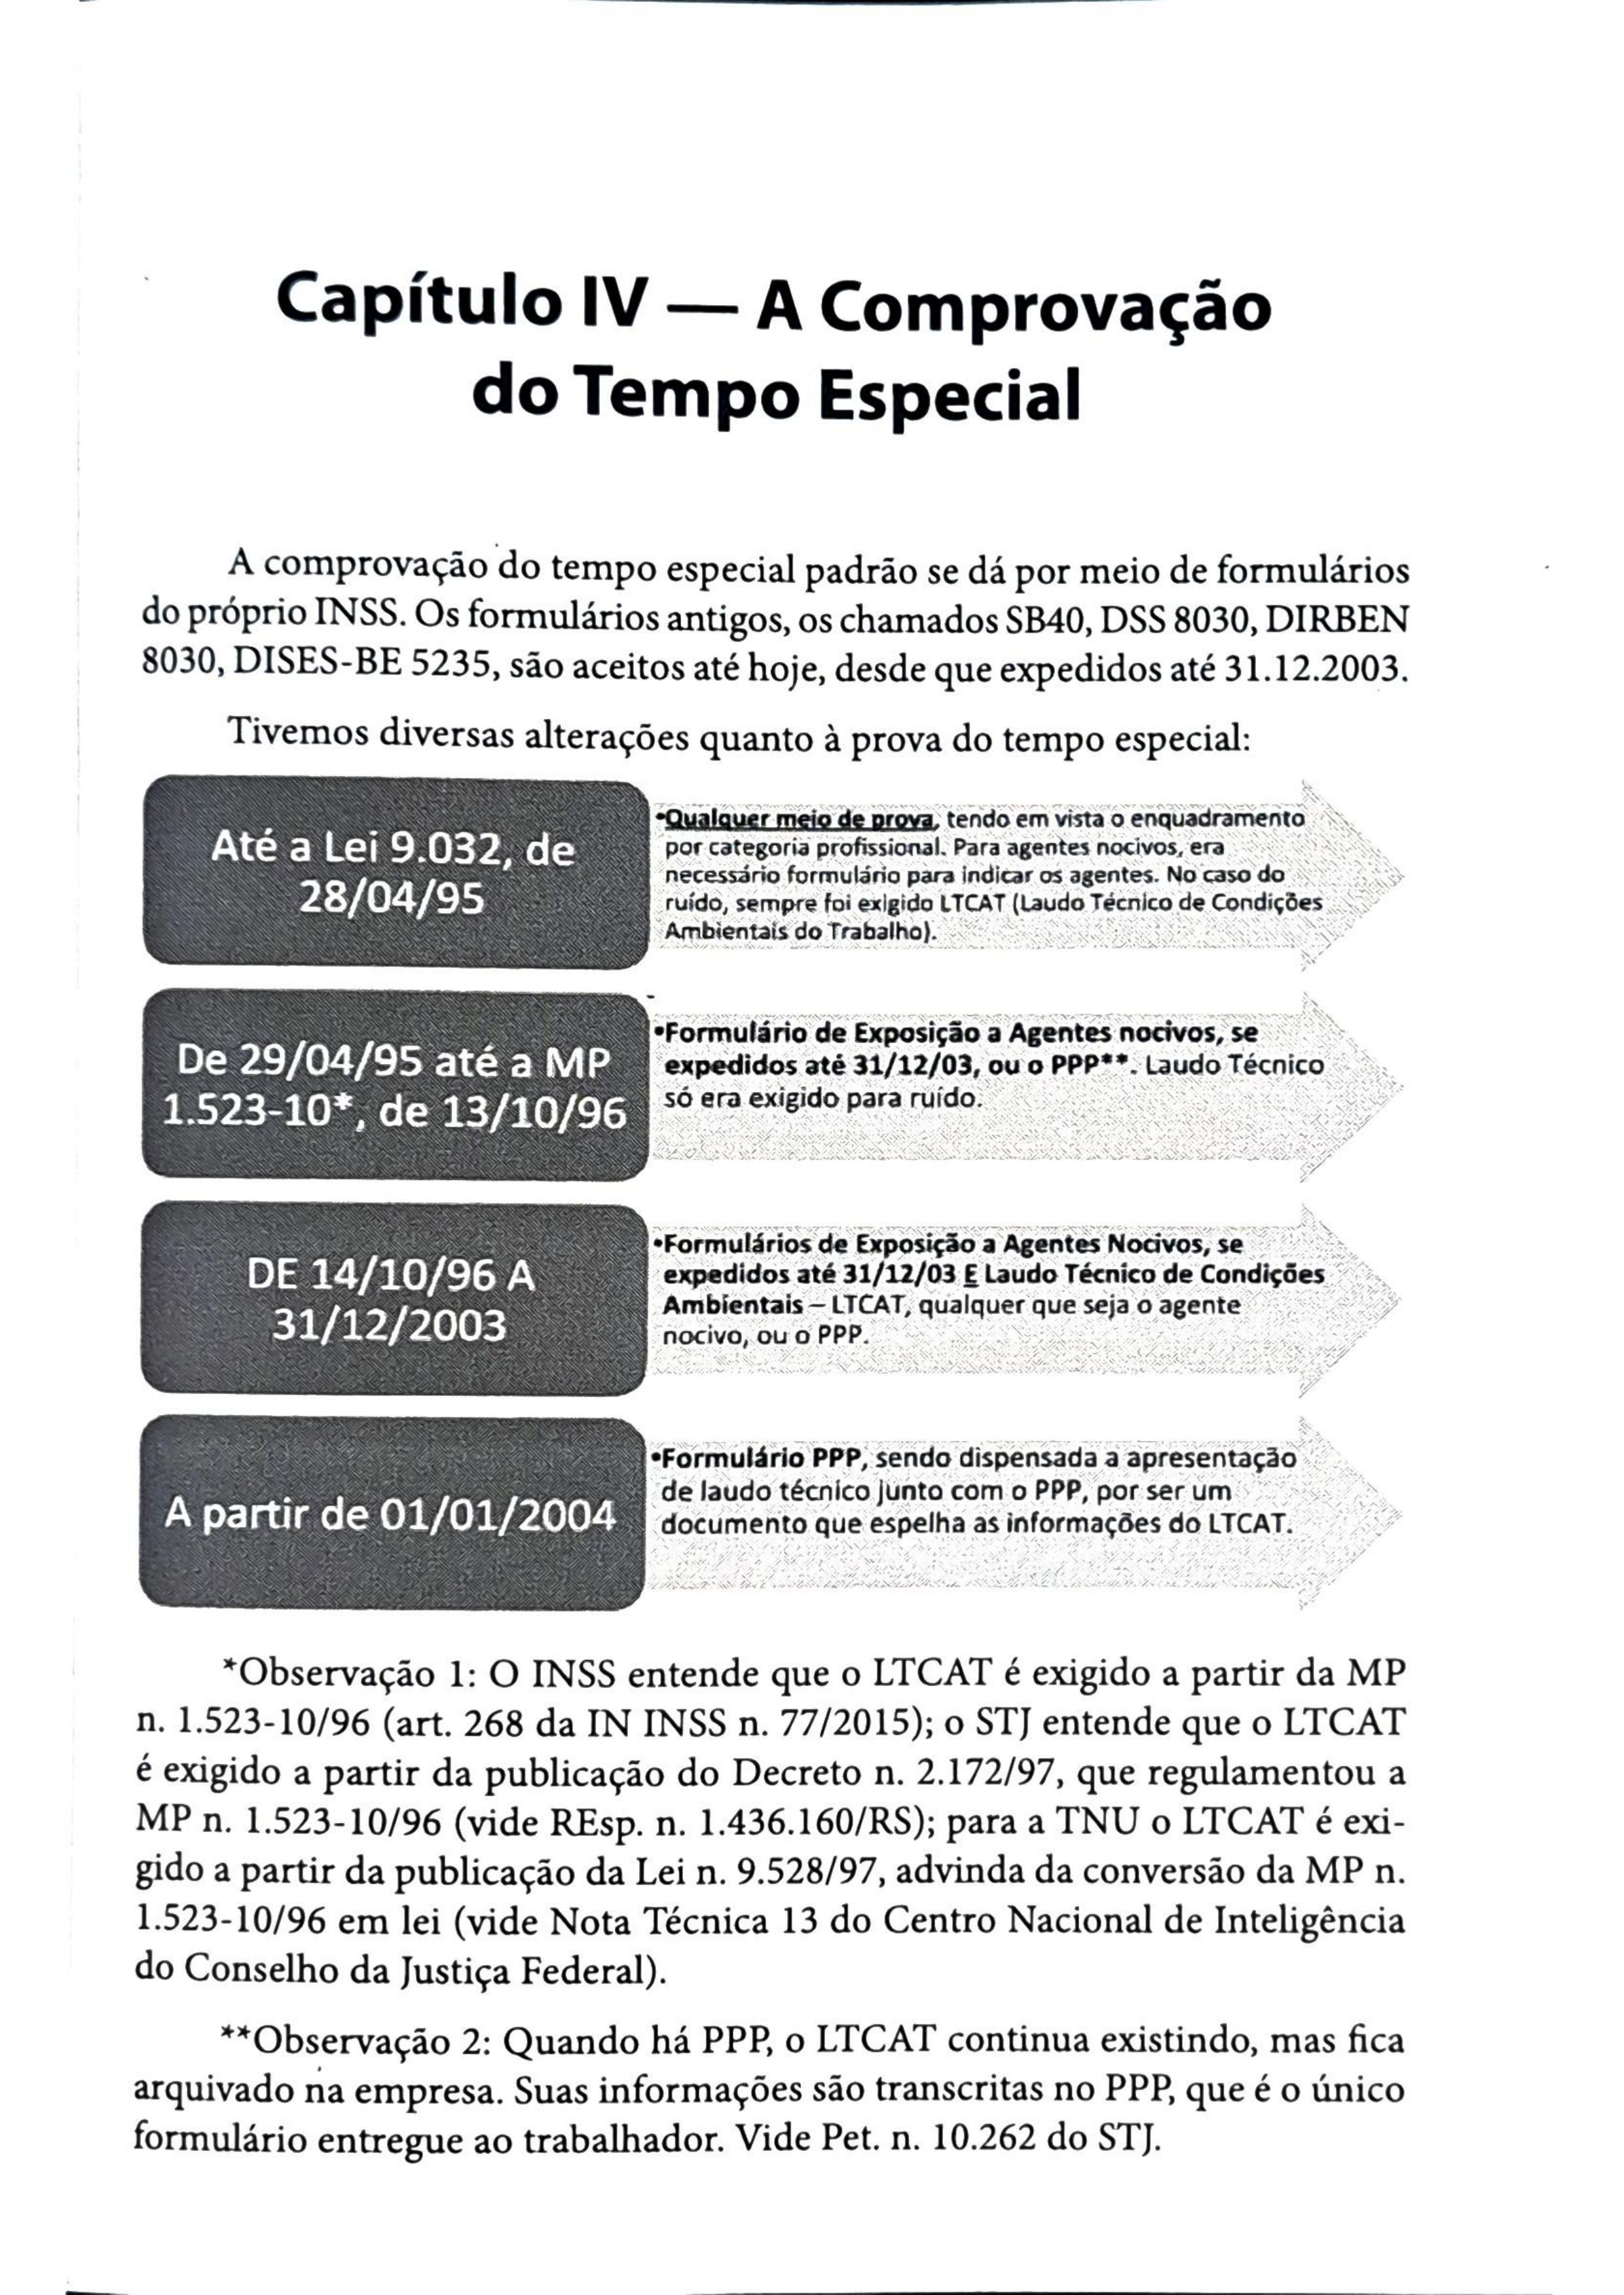 Capítulo IV — A Comprovação
do Tempo Especial
A comprovação do tempo especial padrão se dá por meio de formulários
do próprio INSS. Os formulários antigos, os chamados SB40, DSS 8030, DIRBEN
8030, DISES-BE 5235, são aceitos até hoje, desde que expedidos até 31.12.2003.
Tivemos diversas alterações quanto à prova do tempo especial:
Até a Lei 9.032, de
28/04/95
•Qualquer meio de prova, tendo em vista o enquadramento
por categoria profissional. Para agentes nocivos, era
necessário formulário para indicar os agentes. No caso do
ruído, sempre foi exigido LTCAT (Laudo Técnico de Condições
Ambientais do Trabalho).
De 29/04/95 até a MP
1.523-10*, de 13/10/96
•Formulário de Exposição a Agentes nocivos, se
expedidos até 31/12/03, ou o PPP**. Laudo Técnico
só era exigido para ruído.
DE 14/10/96 A
31/12/2003
•Formulários de Exposição a Agentes Nocivos, se
expedidos até 31/12/03 E Laudo Técnico de Condições
Ambientais – LTCAT, qualquer que seja o agente
nocivo, ou o PPP.
A partir de 01/01/2004
•Formulário PPP, sendo dispensada a apresentação
de laudo técnico junto com o PPP, por ser um
documento que espelha as informações do LTCAT.
*Observação 1: O INSS entende que o LTCAT é exigido a partir da MP
n. 1.523-10/96 (art. 268 da IN INSS n. 77/2015); o STJ entende que o LTCAT
é exigido a partir da publicação do Decreto n. 2.172/97, que regulamentou a
MP n. 1.523-10/96 (vide REsp. n. 1.436.160/RS); para a TNU o LTCAT é exi-
gido a partir da publicação da Lei n. 9.528/97, advinda da conversão da MP n.
1.523-10/96 em lei (vide Nota Técnica 13 do Centro Nacional de Inteligência
do Conselho da Justiça Federal).
**Observação 2: Quando há PPP, o LTCAT continua existindo, mas fica
arquivado na empresa. Suas informações são transcritas no PPP, que é o único
formulário entregue ao trabalhador. Vide Pet. n. 10.262 do STJ.